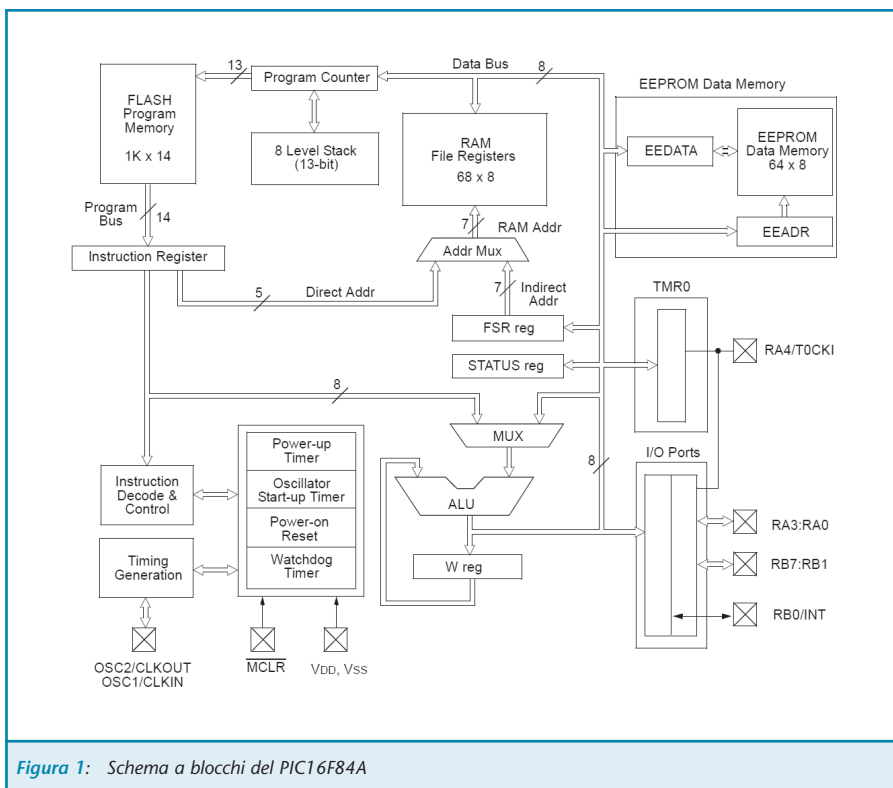 13
Program Counter
Data Bus
8
EEPROM Data Memory
FLASH
Program
Memory
1K x 14
8 Level Stack
(13-bit)
RAM
File Registers
68 x 8
EEDATA
EEPROM
Data Memory
64 x 8
EEADR
Program
Bus
14
7
RAM Addr
Instruction Register
Addr Mux
5
Direct Addr
7
Indirect
Addr
TMR0
FSR reg
RA4/T0CKI
STATUS reg
8
MUX
8
I/O Ports
Power-up
Timer
Instruction
Decode &
Control
Oscillator
Start-up Timer
ALU
Power-on
Reset
RA3:RA0
Timing
Generation
Watchdog
Timer
W reg
RB7:RB1
RB0/INT
OSC2/CLKOUT
OSC1/CLKIN
MCLR
VDD, VSS
Figura 1: Schema a blocchi del PIC16F84A